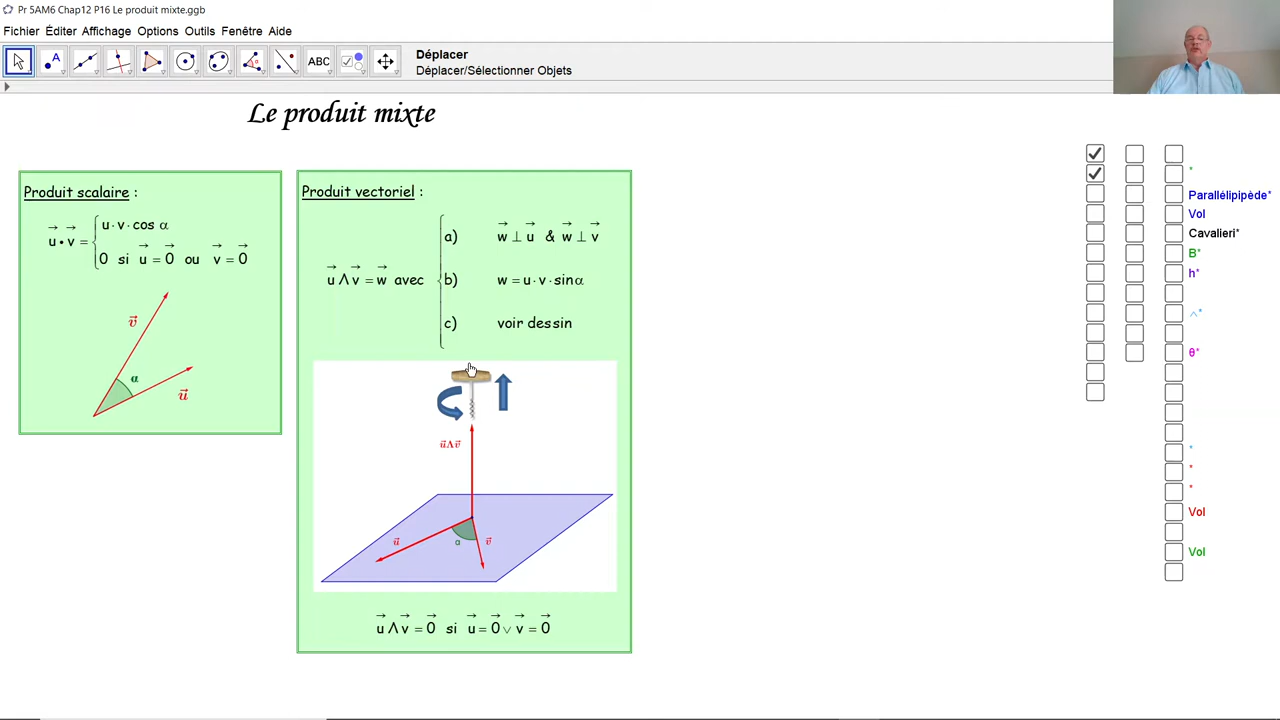 Pr 5AM6 Chap12 P16 Le produit mixte.ggb
Fichier Éditer Affichage Options Outils Fenêtre Aide
A
α
ABC
Déplacer
Déplacer/Sélectionner Objets
Le produit mixte
Produit scalaire :
u • v = { u · v · cos α
0 si u = 0 ou v = 0
v
α
u
Produit vectoriel :
a) w ⊥ u & w ⊥ v
u ∧ v = w avec
b) w = u · v · sin α
c) voir dessin
u∧v
u
α
v
u ∧ v = 0 si u = 0 ∨ v = 0
*
Parallélipipède*
Vol
Cavalieri*
B*
h*
^*
θ*
*
*
*
Vol
Vol